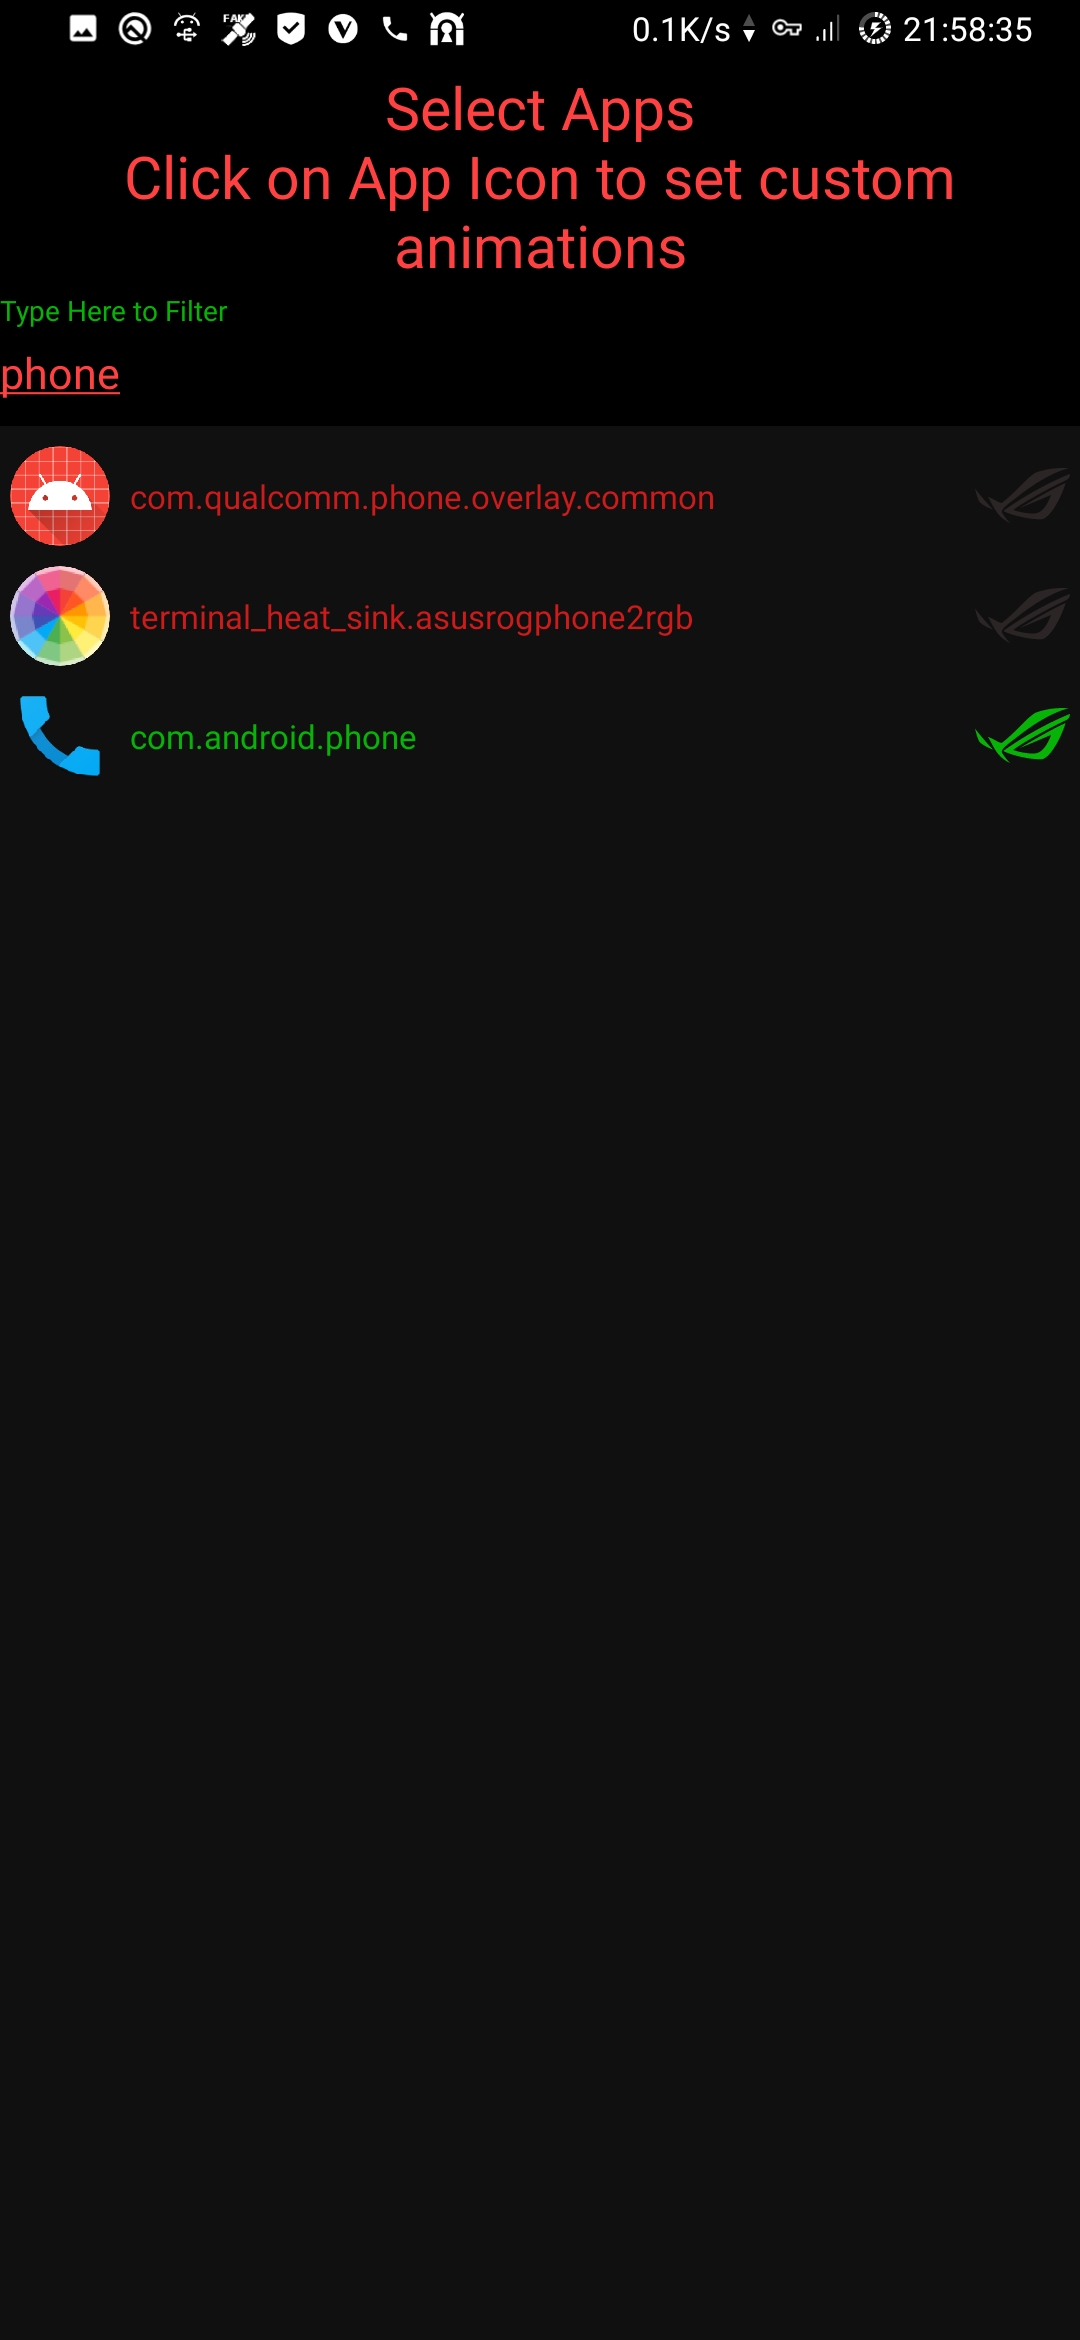 FAKE
0.1K/s 21:58:35
Select Apps
Click on App Icon to set custom
animations
Type Here to Filter
phone
com.qualcomm.phone.overlay.common
terminal_heat_sink.asusrogphone2rgb
com.android.phone